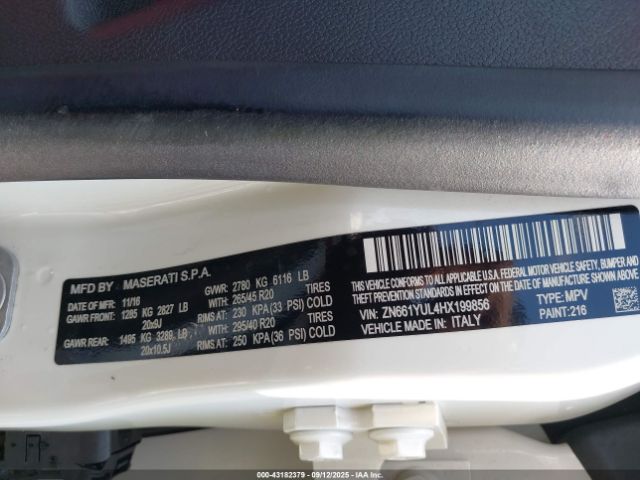 MFD BY MASERATI S.P.A.
DATE OF MFR: 11/16 GVWR: 2780 KG 6116 LB
GAWR FRONT: 1285 KG 2827 LB WITH: 265/45 R20 TIRES
20x9J RIMS AT: 230 KPA (33 PSI) COLD
GAWR REAR: 1495 KG 3289 LB WITH: 295/40 R20 TIRES
20x10.5J RIMS AT: 250 KPA (36 PSI) COLD
THIS VEHICLE CONFORMS TO ALL APPLICABLE U.S.A. FEDERAL MOTOR VEHICLE SAFETY, BUMPER AND
THEFT PREVENTION STANDARDS IN EFFECT ON THE DATE OF MANUFACTURE SHOWN ABOVE.
VIN: ZN661YUL4HX199856 TYPE: MPV
VEHICLE MADE IN: ITALY PAINT: 216
000-43182379 - 09/12/2025 - IAA Inc.